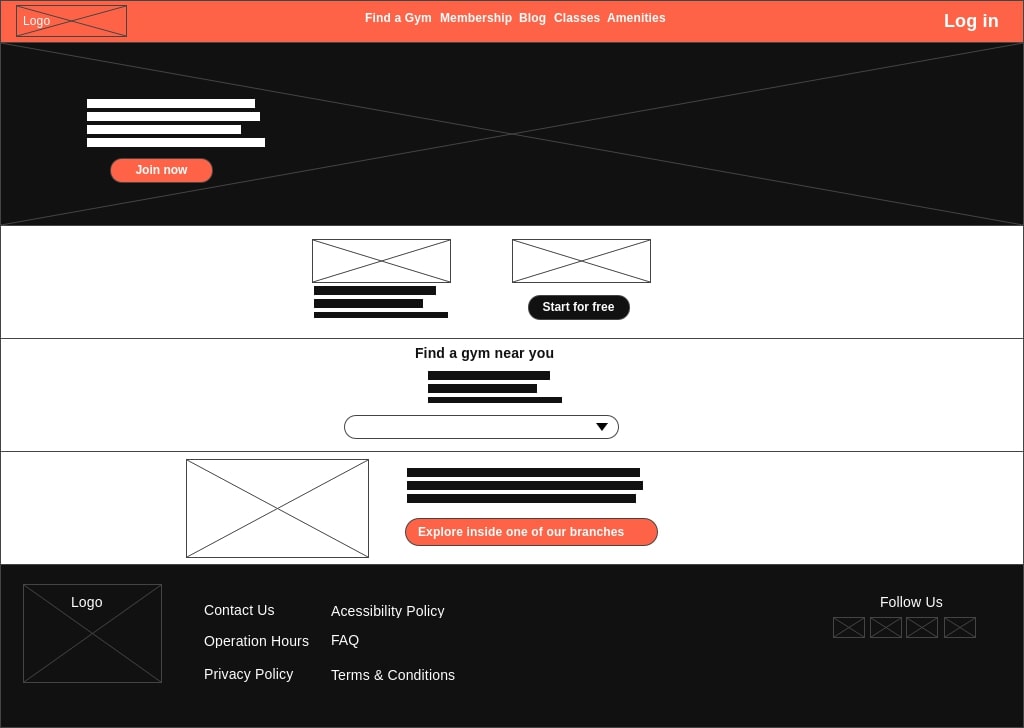 Logo
Find a Gym Membership Blog Classes Amenities
Log in
Join now
Start for free
Find a gym near you
Explore inside one of our branches
Logo
Contact Us
Operation Hours
Privacy Policy
Acessibility Policy
FAQ
Terms & Conditions
Follow Us